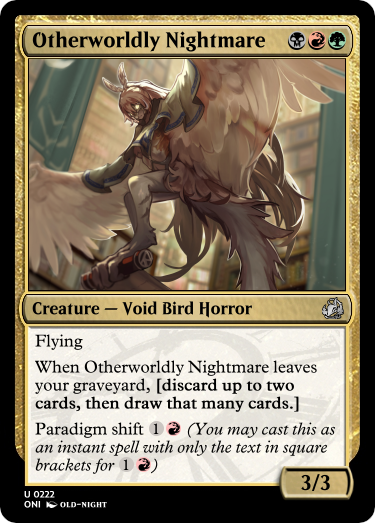 Otherworldly Nightmare
Creature — Void Bird Horror
Flying
When Otherworldly Nightmare leaves
your graveyard, [discard up to two
cards, then draw that many cards.]
Paradigm shift 1 (You may cast this as
an instant spell with only the text in square
brackets for 1 )
3/3
U 0222
ONI OLD-NIGHT